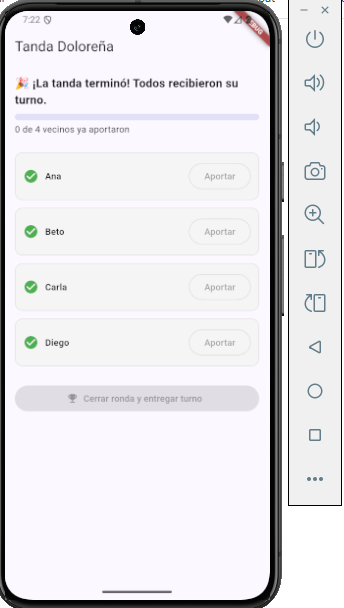 7:22
DEBUG
Tanda Doloreña
🎉 ¡La tanda terminó! Todos recibieron su
turno.
0 de 4 vecinos ya aportaron
Ana Aportar
Beto Aportar
Carla Aportar
Diego Aportar
Cerrar ronda y entregar turno